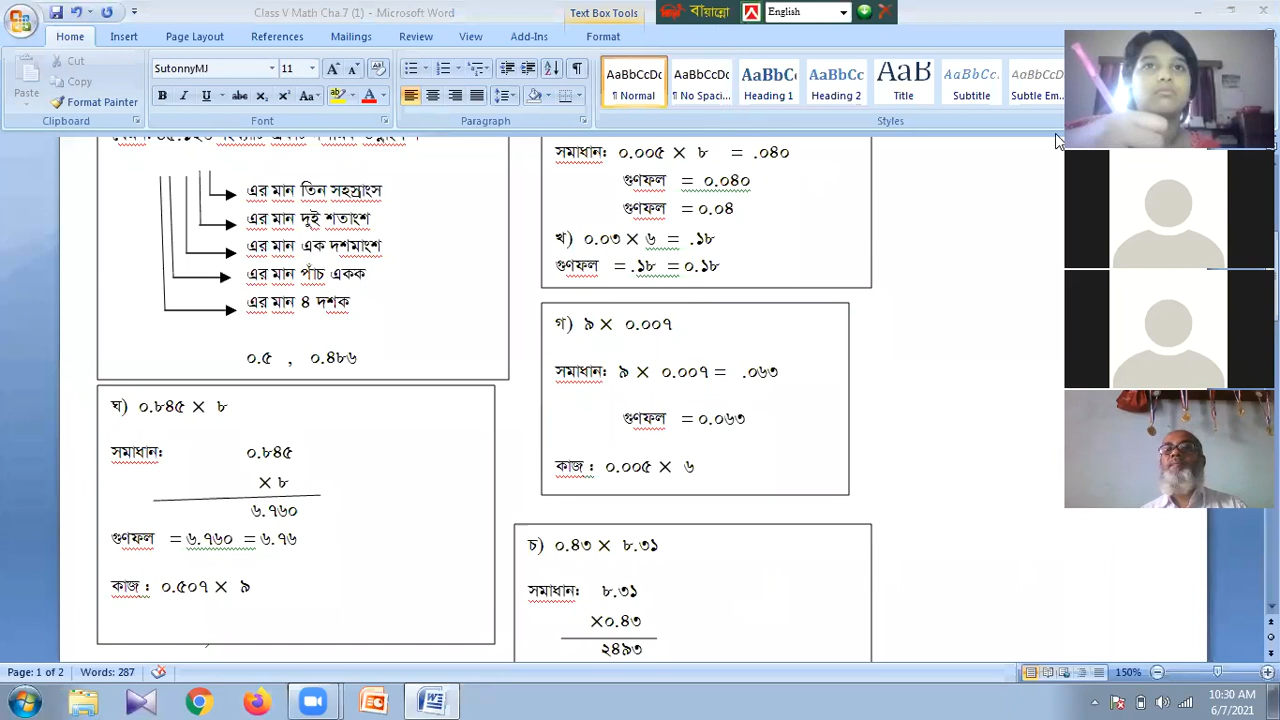 Class V Math Cha.7 (1) - Microsoft Word
Text Box Tools
বায়ান্নো
English
Home
Insert
Page Layout
References
Mailings
Review
View
Add-Ins
Format
Cut
Copy
Format Painter
Paste
Clipboard
SutonnyMJ
11
Font
Paragraph
AaBbCcDc
AaBbCcDc
AaBbCc
AaBbCc
AaB
AaBbCc.
AaBbCcDc
¶ Normal
¶ No Spaci...
Heading 1
Heading 2
Title
Subtitle
Subtle Em...
Styles
এর মান তিন সহস্রাংস
এর মান দুই শতাংশ
এর মান এক দশমাংশ
এর মান পাঁচ একক
এর মান ৪ দশক
০.৫ , ০.৪৮৬
ঘ) ০.৮৪৫ × ৮
সমাধান: ০.৮৪৫
× ৮
৬.৭৬০
গুণফল = ৬.৭৬০ = ৬.৭৬
কাজ : ০.৫০৭ × ৯
সমাধান: ০.০০৫ × ৮ = .০৪০
গুণফল = ০.০৪০
গুণফল = ০.০৪
খ) ০.০৩ × ৬ = .১৮
গুণফল = .১৮ = ০.১৮
গ) ৯ × ০.০০৭
সমাধান: ৯ × ০.০০৭ = .০৬৩
গুণফল = ০.০৬৩
কাজ : ০.০০৫ × ৬
চ) ০.৪৩ × ৮.৩১
সমাধান: ৮.৩১
×০.৪৩
২৪৯৩
Page: 1 of 2
Words: 287
150%
10:30 AM
6/7/2021